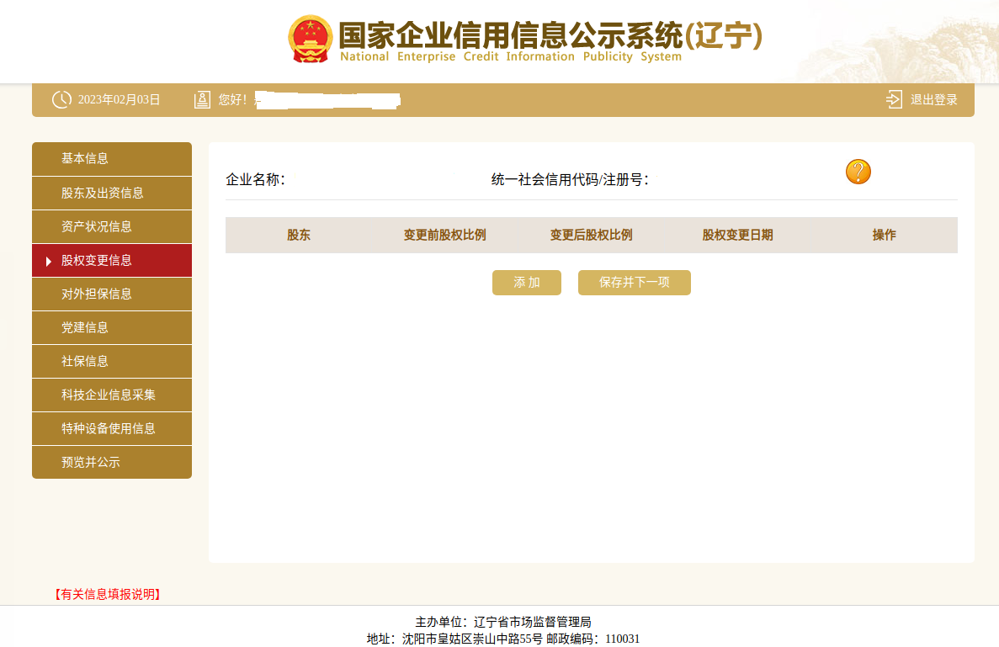 国家企业信用信息公示系统(辽宁)
National Enterprise Credit Information Publicity System
2023年02月03日 您好! 退出登录
基本信息
股东及出资信息
资产状况信息
股权变更信息
对外担保信息
党建信息
社保信息
科技企业信息采集
特种设备使用信息
预览并公示
企业名称： 统一社会信用代码/注册号：
?
股东 变更前股权比例 变更后股权比例 股权变更日期 操作
添 加 保存并下一项
【有关信息填报说明】
主办单位：辽宁省市场监督管理局
地址：沈阳市皇姑区崇山中路55号 邮政编码：110031